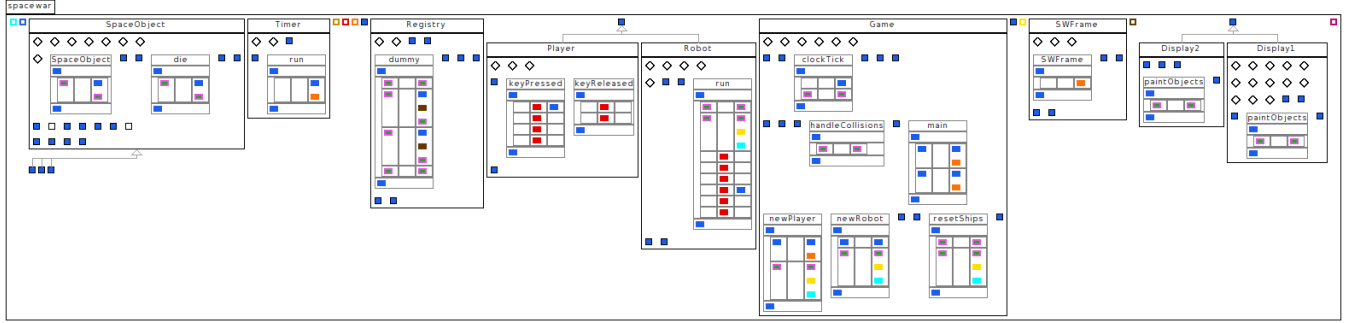 spacewar
SpaceObject
Timer
Registry
Game
SWFrame
Player
Robot
Display2
Display1
SpaceObject
die
run
dummy
clockTick
SWFrame
keyPressed
keyReleased
run
paintObjects
paintObjects
handleCollisions
main
newPlayer
newRobot
resetShips